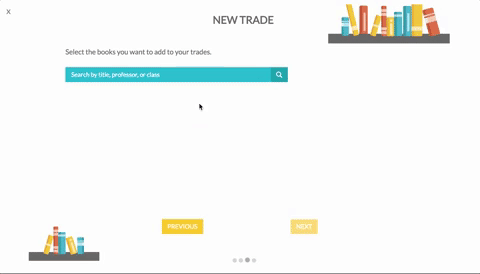 X
NEW TRADE
Select the books you want to add to your trades.
Search by title, professor, or class
PREVIOUS
NEXT